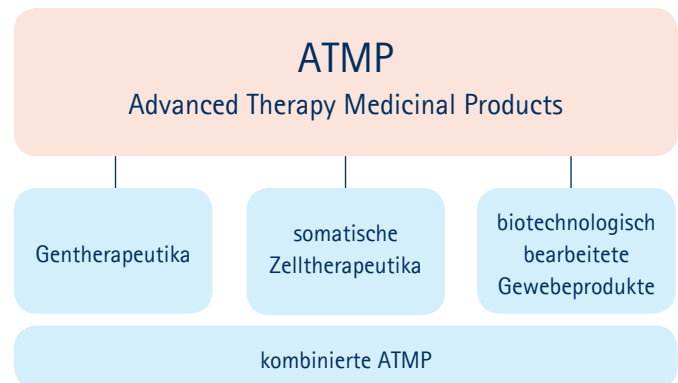 ATMP
Advanced Therapy Medicinal Products
Gentherapeutika
somatische
Zelltherapeutika
biotechnologisch
bearbeitete
Gewebeprodukte
kombinierte ATMP